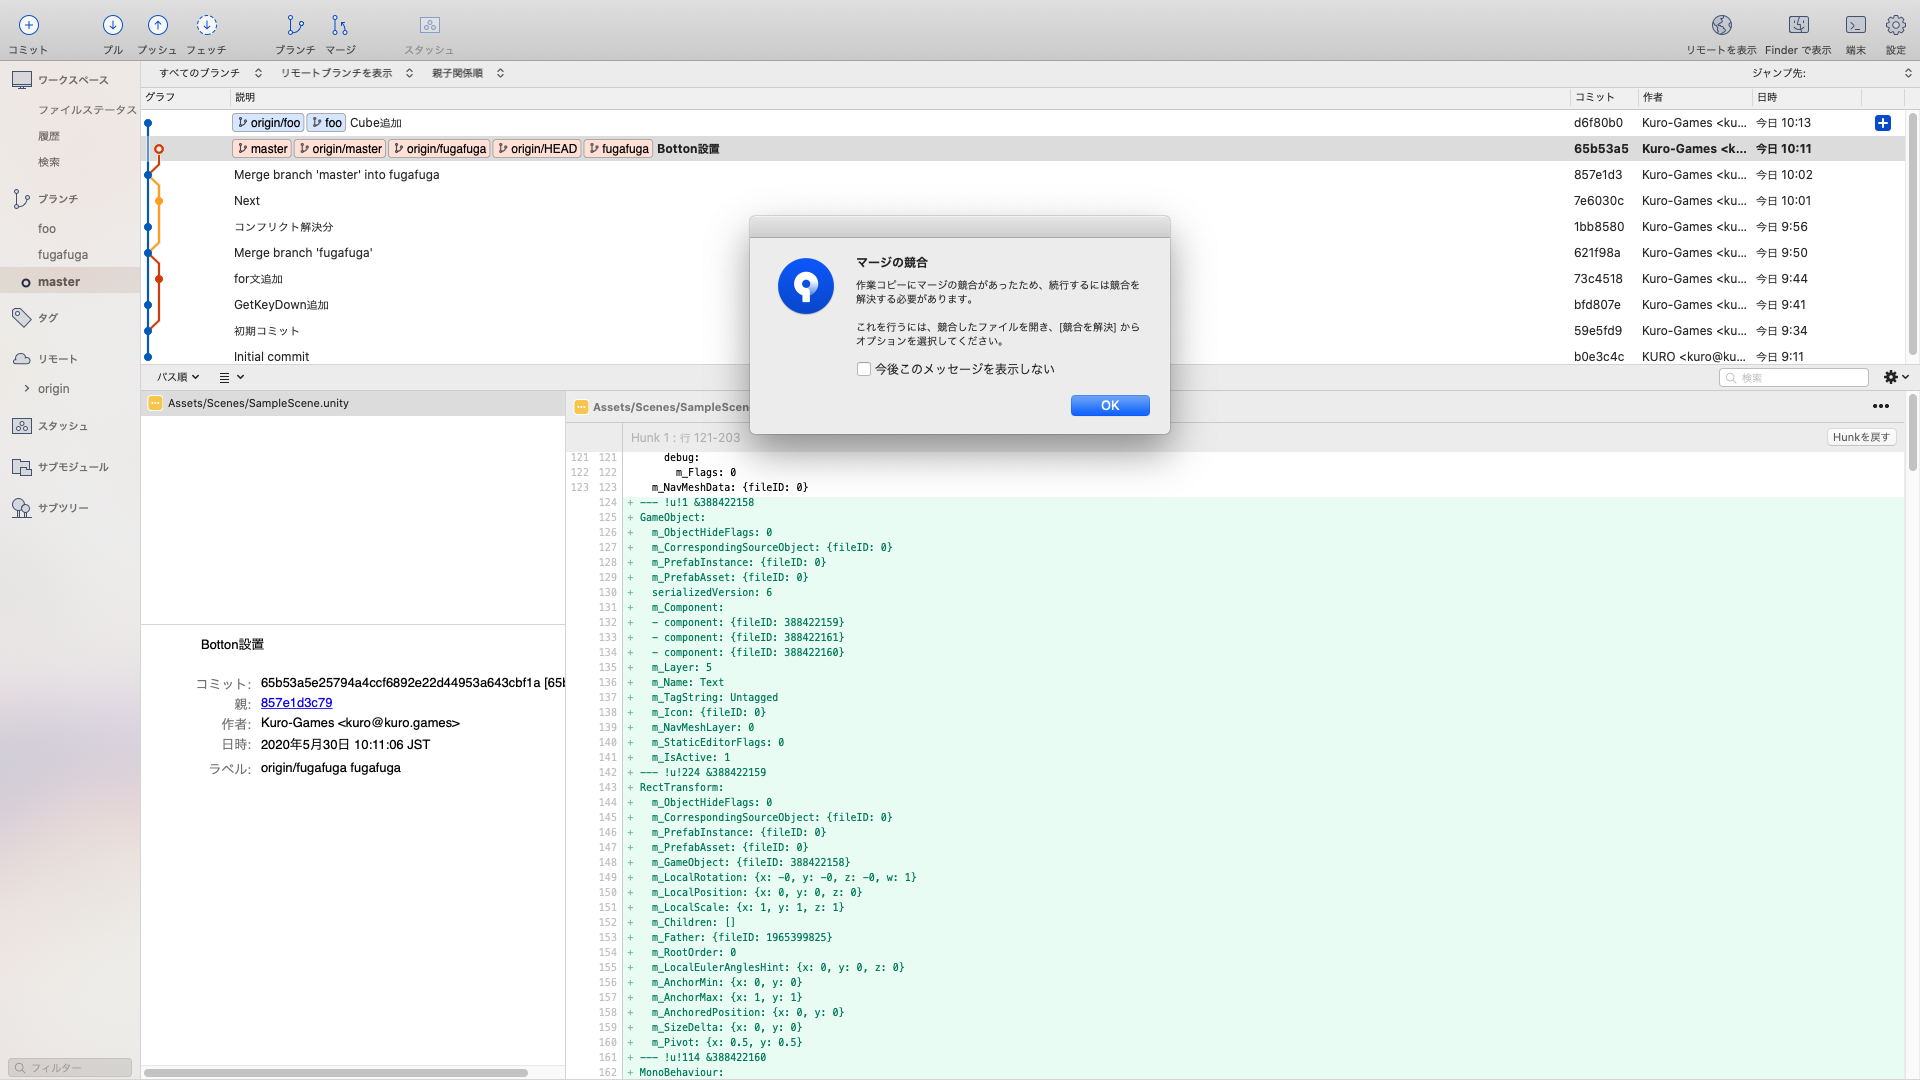 コミット プル プッシュ フェッチ ブランチ マージ スタッシュ リモートを表示 Finder で表示 端末 設定
ワークスペース
ファイルステータス
履歴
検索
ブランチ
foo
fugafuga
master
タグ
リモート
origin
スタッシュ
サブモジュール
サブツリー
フィルター
すべてのブランチ リモートブランチを表示 親子関係順 ジャンプ先:
グラフ 説明 コミット 作者 日時
origin/foo foo Cube追加 d6f80b0 Kuro-Games <ku... 今日 10:13
master origin/master origin/fugafuga origin/HEAD fugafuga Botton設置 65b53a5 Kuro-Games <k... 今日 10:11
Merge branch 'master' into fugafuga 857e1d3 Kuro-Games <ku... 今日 10:02
Next 7e6030c Kuro-Games <ku... 今日 10:01
コンフリクト解決分 1bb8580 Kuro-Games <ku... 今日 9:56
Merge branch 'fugafuga' 621f98a Kuro-Games <ku... 今日 9:50
for文追加 73c4518 Kuro-Games <ku... 今日 9:44
GetKeyDown追加 bfd807e Kuro-Games <ku... 今日 9:41
初期コミット 59e5fd9 Kuro-Games <ku... 今日 9:34
Initial commit b0e3c4c KURO <kuro@ku... 今日 9:11
マージの競合
作業コピーにマージの競合があったため、続行するには競合を
解決する必要があります。
これを行うには、競合したファイルを開き、[競合を解決] から
オプションを選択してください。
今後このメッセージを表示しない
OK
パス順 検索
Assets/Scenes/SampleScene.unity
Botton設置
コミット: 65b53a5e25794a4ccf6892e22d44953a643cbf1a [65b
親: 857e1d3c79
作者: Kuro-Games <kuro@kuro.games>
日時: 2020年5月30日 10:11:06 JST
ラベル: origin/fugafuga fugafuga
Assets/Scenes/SampleScene
Hunk 1 : 行 121-203 Hunkを戻す
121 121 debug:
122 122 m_Flags: 0
123 123 m_NavMeshData: {fileID: 0}
124 + --- !u!1 &388422158
125 + GameObject:
126 + m_ObjectHideFlags: 0
127 + m_CorrespondingSourceObject: {fileID: 0}
128 + m_PrefabInstance: {fileID: 0}
129 + m_PrefabAsset: {fileID: 0}
130 + serializedVersion: 6
131 + m_Component:
132 + - component: {fileID: 388422159}
133 + - component: {fileID: 388422161}
134 + - component: {fileID: 388422160}
135 + m_Layer: 5
136 + m_Name: Text
137 + m_TagString: Untagged
138 + m_Icon: {fileID: 0}
139 + m_NavMeshLayer: 0
140 + m_StaticEditorFlags: 0
141 + m_IsActive: 1
142 + --- !u!224 &388422159
143 + RectTransform:
144 + m_ObjectHideFlags: 0
145 + m_CorrespondingSourceObject: {fileID: 0}
146 + m_PrefabInstance: {fileID: 0}
147 + m_PrefabAsset: {fileID: 0}
148 + m_GameObject: {fileID: 388422158}
149 + m_LocalRotation: {x: -0, y: -0, z: -0, w: 1}
150 + m_LocalPosition: {x: 0, y: 0, z: 0}
151 + m_LocalScale: {x: 1, y: 1, z: 1}
152 + m_Children: []
153 + m_Father: {fileID: 1965399825}
154 + m_RootOrder: 0
155 + m_LocalEulerAnglesHint: {x: 0, y: 0, z: 0}
156 + m_AnchorMin: {x: 0, y: 0}
157 + m_AnchorMax: {x: 1, y: 1}
158 + m_AnchoredPosition: {x: 0, y: 0}
159 + m_SizeDelta: {x: 0, y: 0}
160 + m_Pivot: {x: 0.5, y: 0.5}
161 + --- !u!114 &388422160
162 + MonoBehaviour: